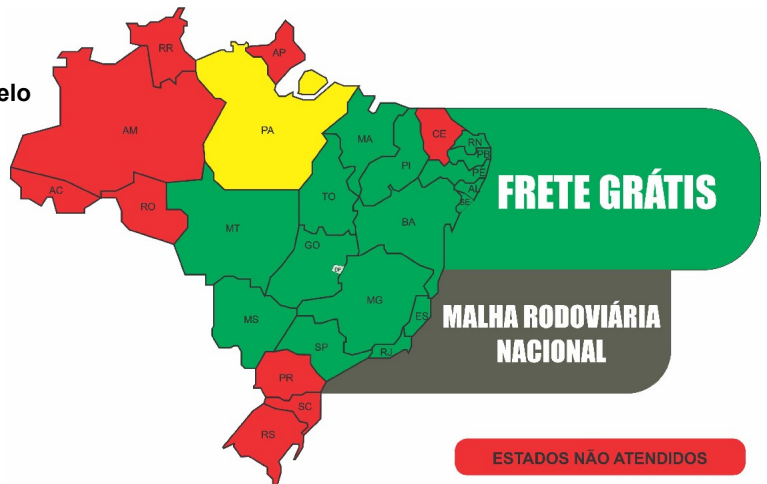 RR
AP
elo
AM
PA
MA
CE
RN
PB
PI
PE
AC
AL
RO
TO
SE
FRETE GRÁTIS
MT
BA
GO
DF
MG
MS
ES
MALHA RODOVIÁRIA
NACIONAL
SP
RJ
PR
SC
RS
ESTADOS NÃO ATENDIDOS